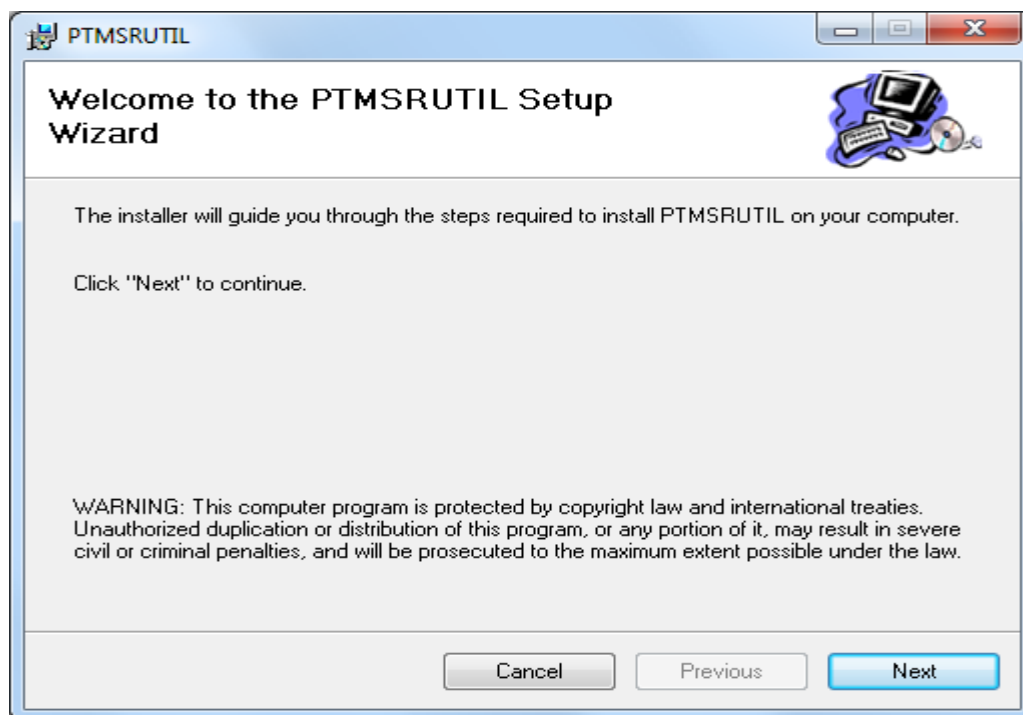 PTMSRUTIL
Welcome to the PTMSRUTIL Setup
Wizard
The installer will guide you through the steps required to install PTMSRUTIL on your computer.
Click "Next" to continue.
WARNING: This computer program is protected by copyright law and international treaties.
Unauthorized duplication or distribution of this program, or any portion of it, may result in severe
civil or criminal penalties, and will be prosecuted to the maximum extent possible under the law.
Cancel
Previous
Next